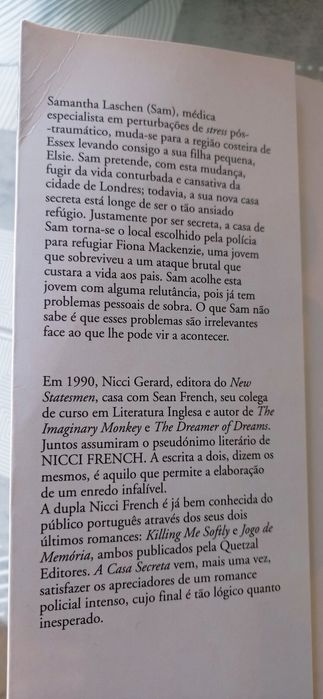 Samantha Laschen (Sam), médica
especialista em perturbações de stress pós-
-traumático, muda-se para a região costeira de
Essex levando consigo a sua filha pequena,
Elsie. Sam pretende, com esta mudança,
fugir da vida conturbada e cansativa da
cidade de Londres; todavia, a sua nova casa
secreta está longe de ser o tão ansiado
refúgio. Justamente por ser secreta, a casa de
Sam torna-se o local escolhido pela polícia
para refugiar Fiona Mackenzie, uma jovem
que sobreviveu a um ataque brutal que
custara a vida aos pais. Sam acolhe esta
jovem com alguma relutância, pois já tem
problemas pessoais de sobra. O que Sam não
sabe é que esses problemas são irrelevantes
face ao que lhe pode vir a acontecer.
Em 1990, Nicci Gerard, editora do New
Statesmen, casa com Sean French, seu colega
de curso em Literatura Inglesa e autor de The
Imaginary Monkey e The Dreamer of Dreams.
Juntos assumiram o pseudónimo literário de
NICCI FRENCH. A escrita a dois, dizem os
mesmos, é aquilo que permite a elaboração
de um enredo infalível.
A dupla Nicci French é já bem conhecida do
público português através dos seus dois
últimos romances: Killing Me Softly e Jogo de
Memória, ambos publicados pela Quetzal
Editores. A Casa Secreta vem, mais uma vez,
satisfazer os apreciadores de um romance
policial intenso, cujo final é tão lógico quanto
inesperado.